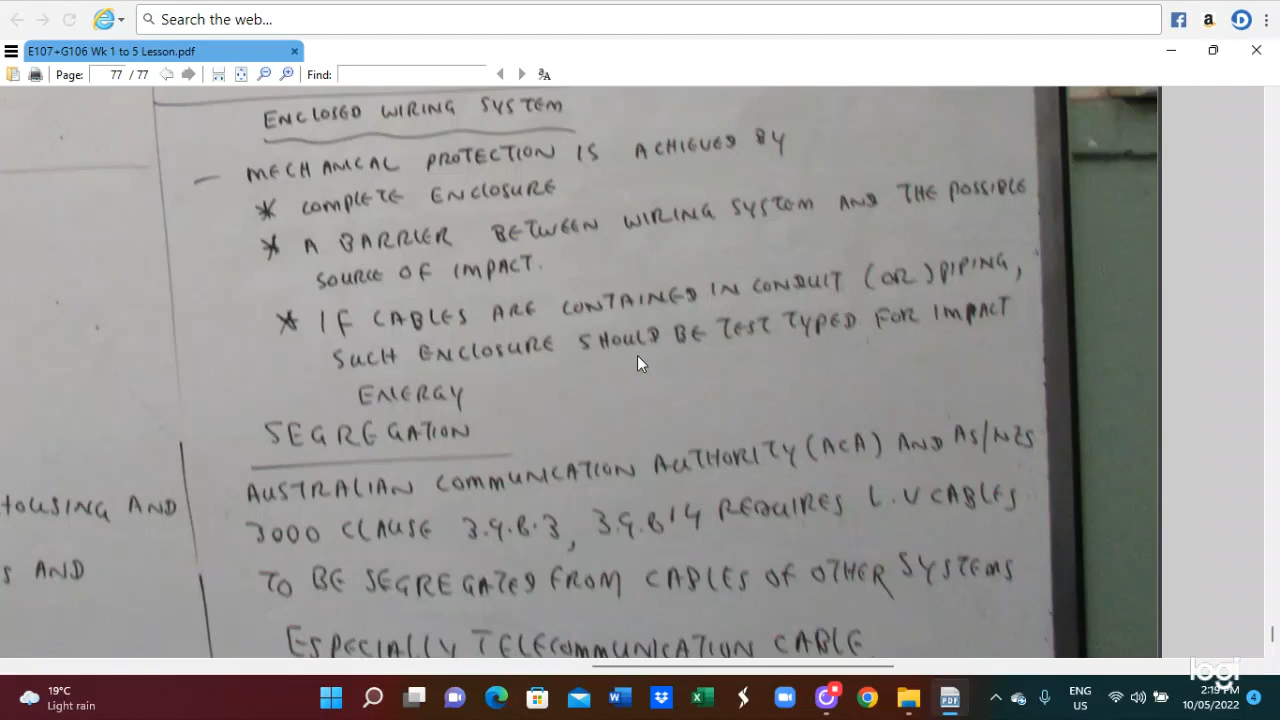 Search the web...
E107+G106 Wk 1 to 5 Lesson.pdf
Page: 77 / 77 Find:
ENCLOSED WIRING SYSTEM
- MECHANICAL PROTECTION IS ACHIEVED BY
* COMPLETE ENCLOSURE
* A BARRIER BETWEEN WIRING SYSTEM AND THE POSSIBLE
SOURCE OF IMPACT.
* IF CABLES ARE CONTAINED IN CONDUIT (OR) PIPING,
SUCH ENCLOSURE SHOULD BE TEST TYPED FOR IMPACT
ENERGY
SEGREGATION
AUSTRALIAN COMMUNICATION AUTHORITY (ACA) AND AS/NZS
3000 CLAUSE 3.9.8.3, 3.9.8.4 REQUIRES L.V CABLES
TO BE SEGREGATED FROM CABLES OF OTHER SYSTEMS
ESPECIALLY TELECOMMUNICATION CABLE
HOUSING AND
S AND
logi
19°C
Light rain
ENG
US
2:19 PM
10/05/2022
4